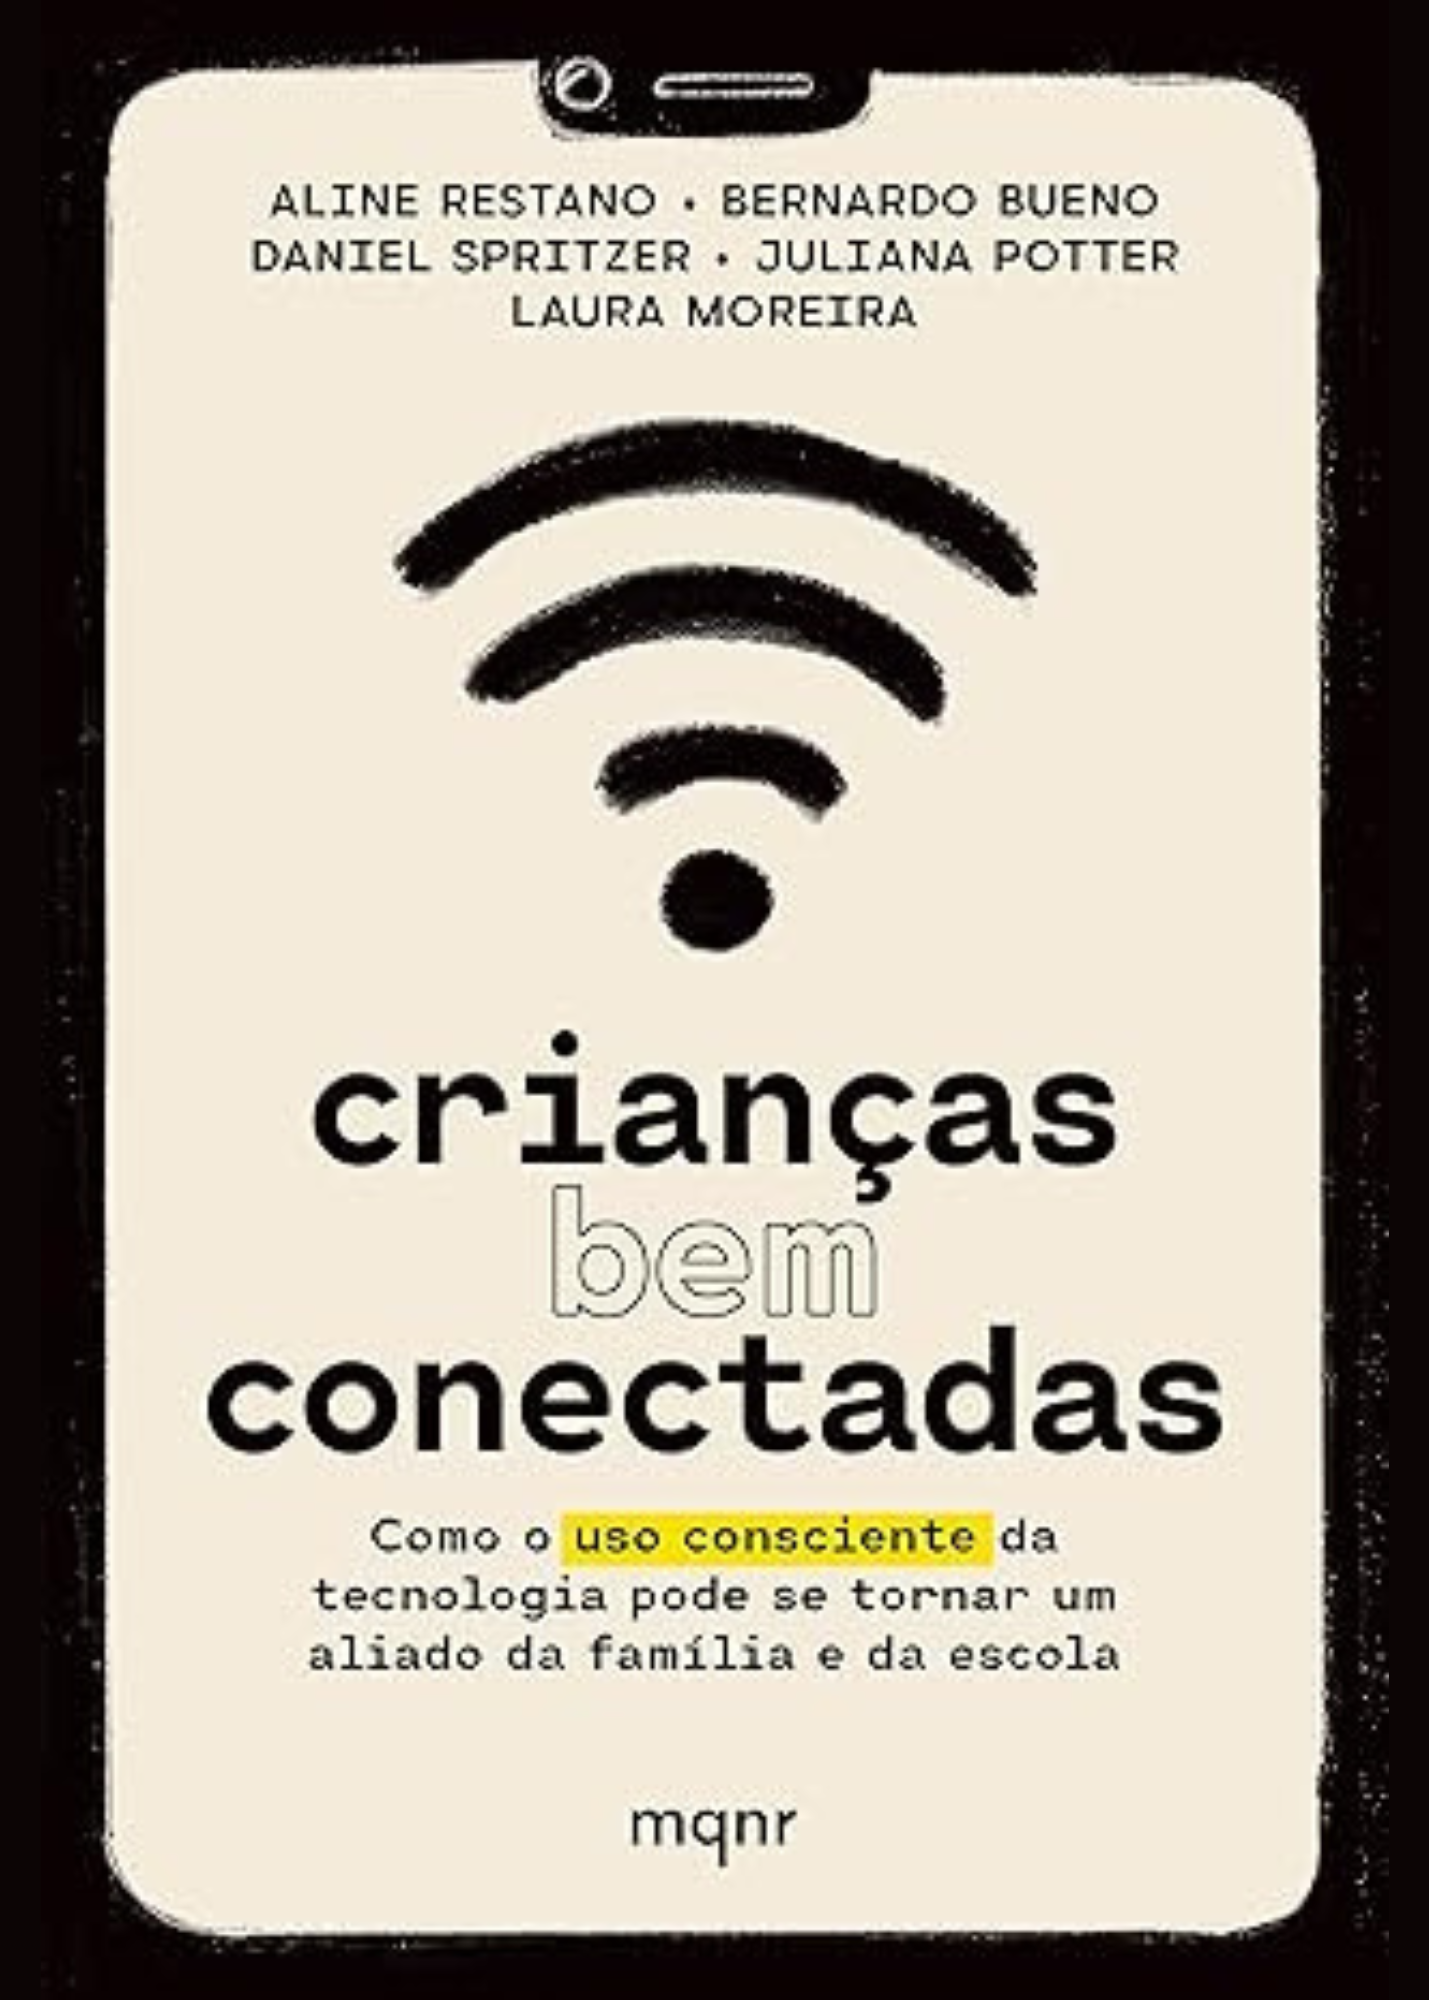 ALINE RESTANO • BERNARDO BUENO
DANIEL SPRITZER • JULIANA POTTER
LAURA MOREIRA
crianças
bem
conectadas
Como o uso consciente da
tecnologia pode se tornar um
aliado da família e da escola
mqnr